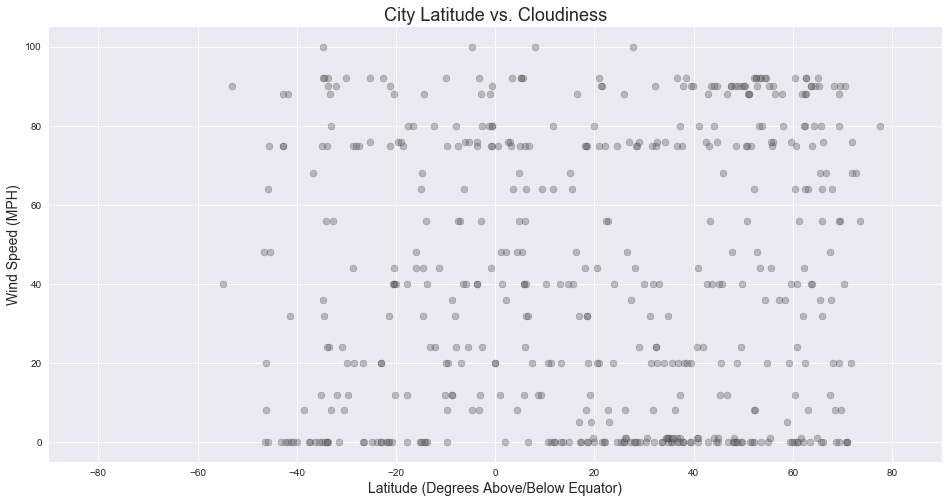 City Latitude vs. Cloudiness
100
80
60
40
20
0
Wind Speed (MPH)
−80 −60 −40 −20 0 20 40 60 80
Latitude (Degrees Above/Below Equator)